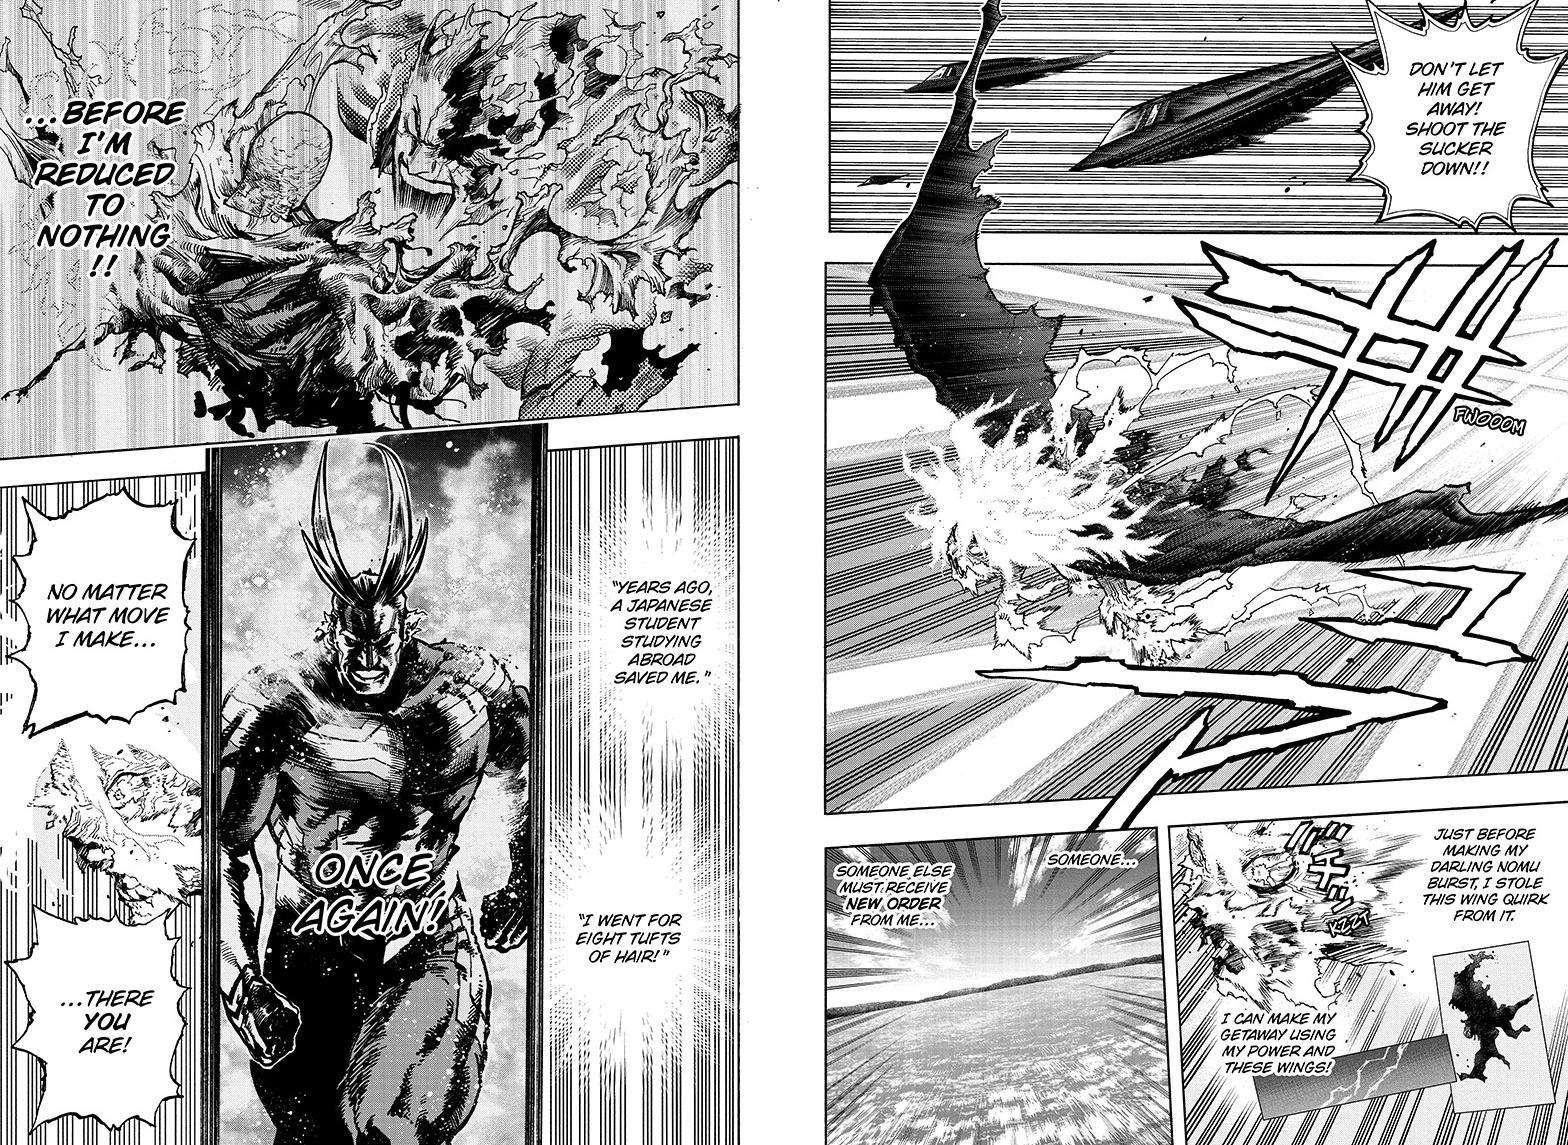 DON'T LET
HIM GET
AWAY!
SHOOT THE
SUCKER
DOWN!!
FWOOOM
JUST BEFORE
MAKING MY
DARLING NOMU
BURST, I STOLE
THIS WING QUIRK
FROM IT.
KZZT
I CAN MAKE MY
GETAWAY USING
MY POWER AND
THESE WINGS!
SOMEONE...
SOMEONE ELSE
MUST RECEIVE
NEW ORDER
FROM ME...
...BEFORE
I'M
REDUCED
TO
NOTHING
!!
"YEARS AGO,
A JAPANESE
STUDENT
STUDYING
ABROAD
SAVED ME."
"I WENT FOR
EIGHT TUFTS
OF HAIR!"
ONCE
AGAIN!
NO MATTER
WHAT MOVE
I MAKE...
...THERE
YOU
ARE!